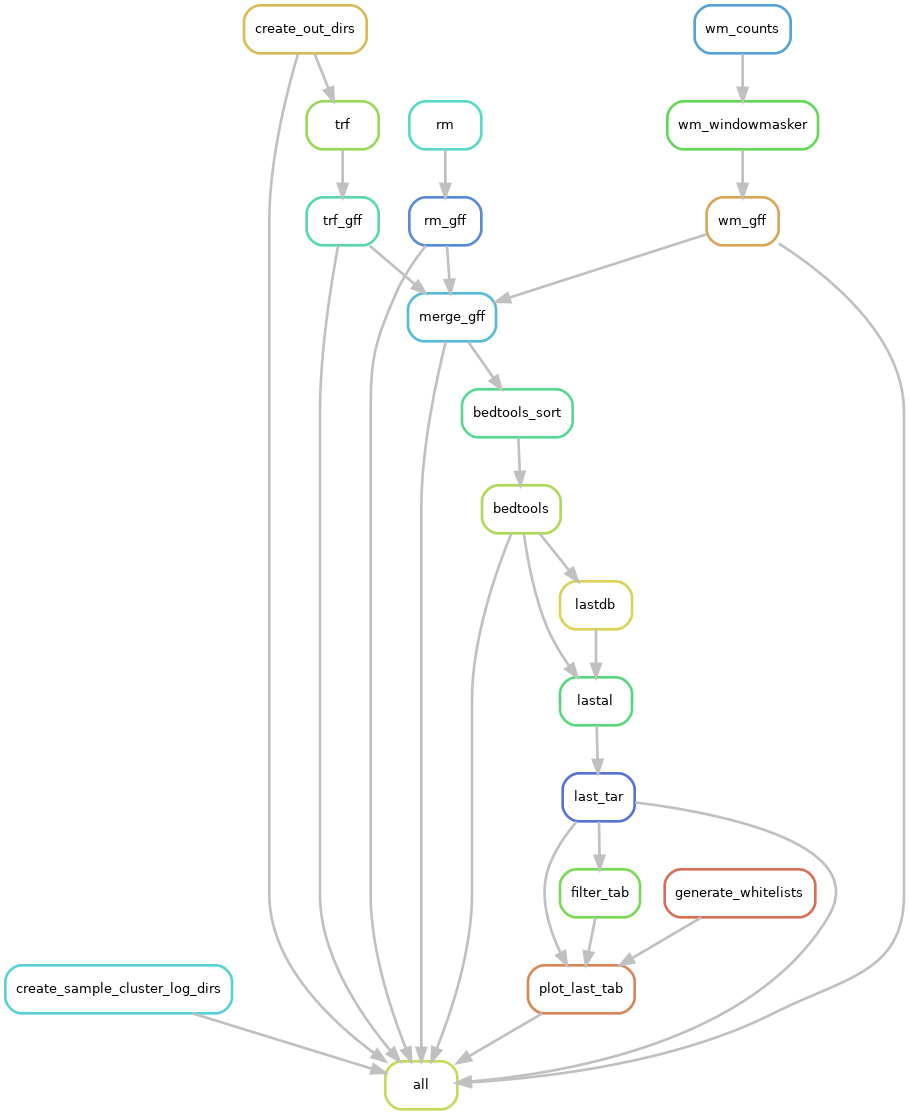 create_out_dirs
wm_counts
trf
rm
wm_windowmasker
trf_gff
rm_gff
wm_gff
merge_gff
bedtools_sort
bedtools
lastdb
lastal
last_tar
filter_tab
generate_whitelists
create_sample_cluster_log_dirs
plot_last_tab
all